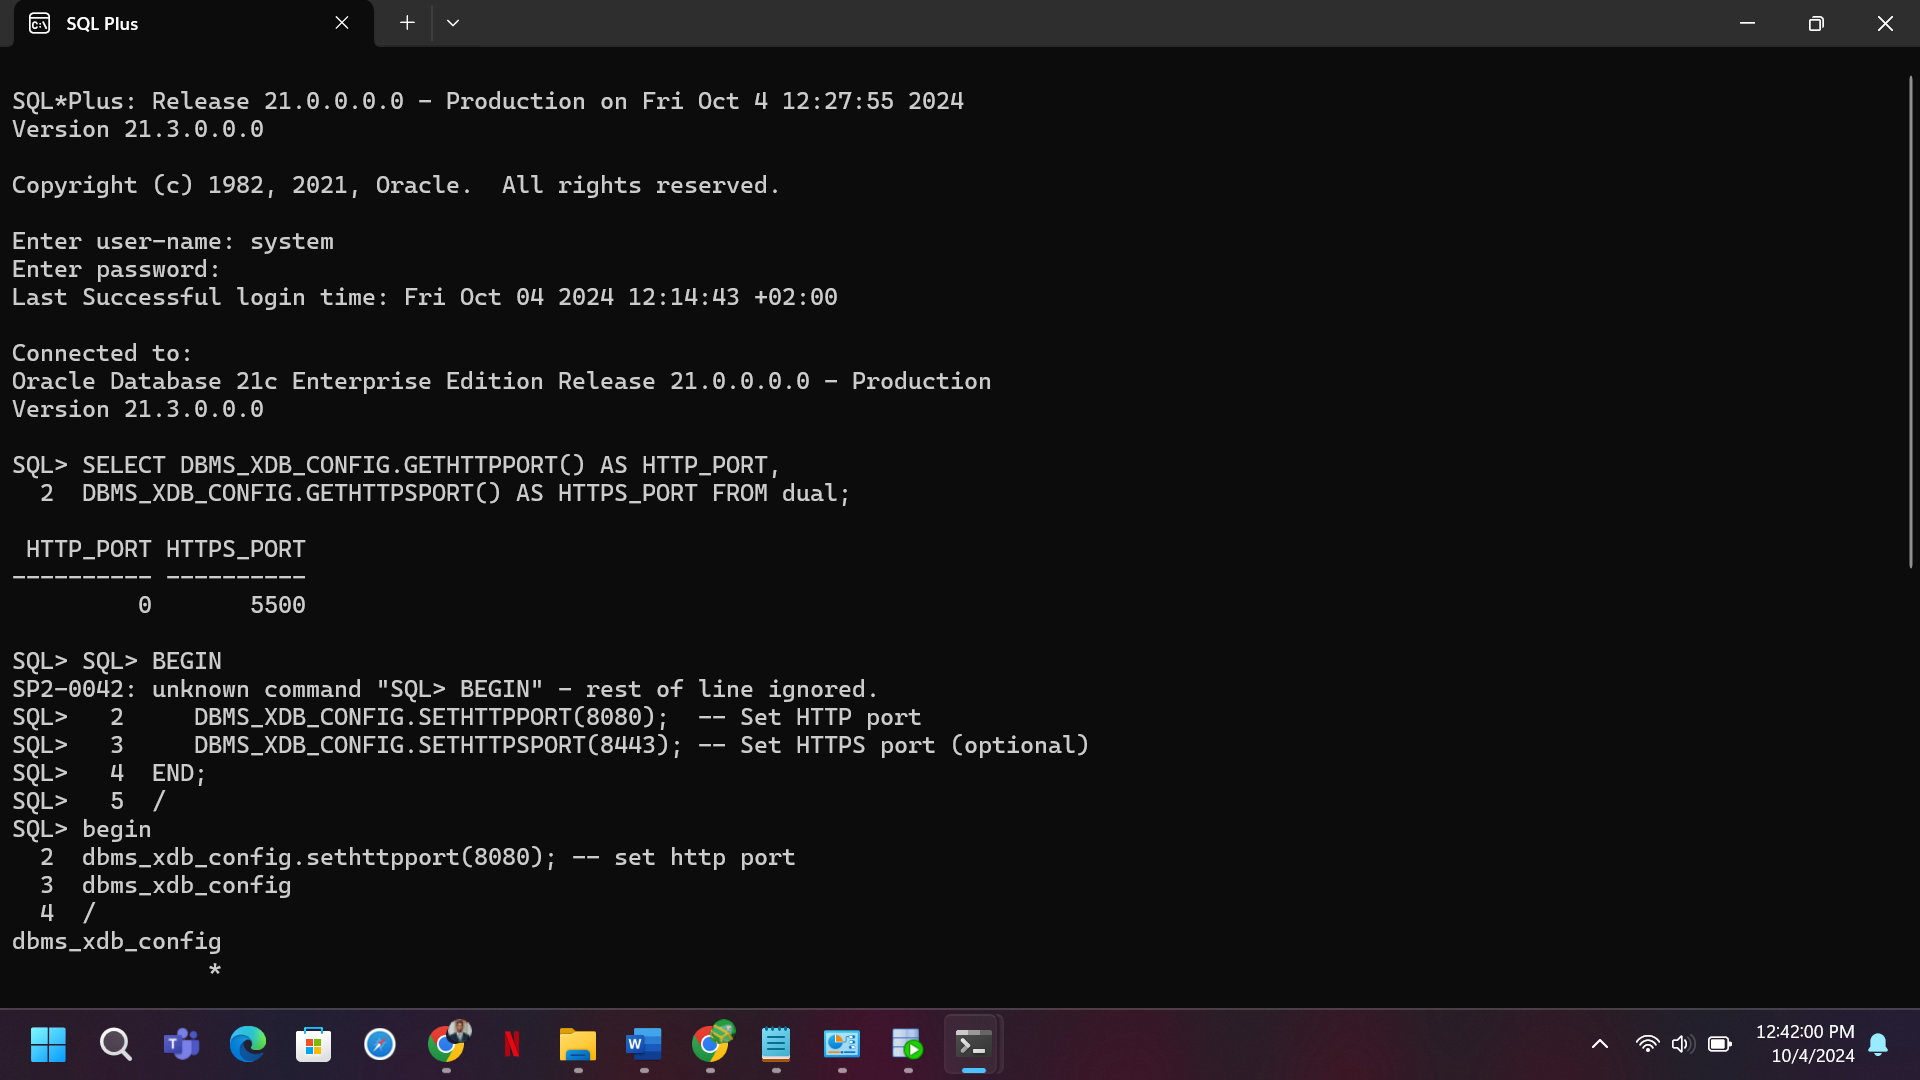 SQL Plus
SQL*Plus: Release 21.0.0.0.0 - Production on Fri Oct 4 12:27:55 2024
Version 21.3.0.0.0
Copyright (c) 1982, 2021, Oracle.  All rights reserved.
Enter user-name: system
Enter password:
Last Successful login time: Fri Oct 04 2024 12:14:43 +02:00
Connected to:
Oracle Database 21c Enterprise Edition Release 21.0.0.0.0 - Production
Version 21.3.0.0.0
SQL> SELECT DBMS_XDB_CONFIG.GETHTTPPORT() AS HTTP_PORT,
  2  DBMS_XDB_CONFIG.GETHTTPSPORT() AS HTTPS_PORT FROM dual;
 HTTP_PORT HTTPS_PORT
---------- ----------
         0       5500
SQL> SQL> BEGIN
SP2-0042: unknown command "SQL> BEGIN" - rest of line ignored.
SQL>   2     DBMS_XDB_CONFIG.SETHTTPPORT(8080);  -- Set HTTP port
SQL>   3     DBMS_XDB_CONFIG.SETHTTPSPORT(8443); -- Set HTTPS port (optional)
SQL>   4  END;
SQL>   5  /
SQL> begin
  2  dbms_xdb_config.sethttpport(8080); -- set http port
  3  dbms_xdb_config
  4  /
dbms_xdb_config
              *
12:42:00 PM
10/4/2024